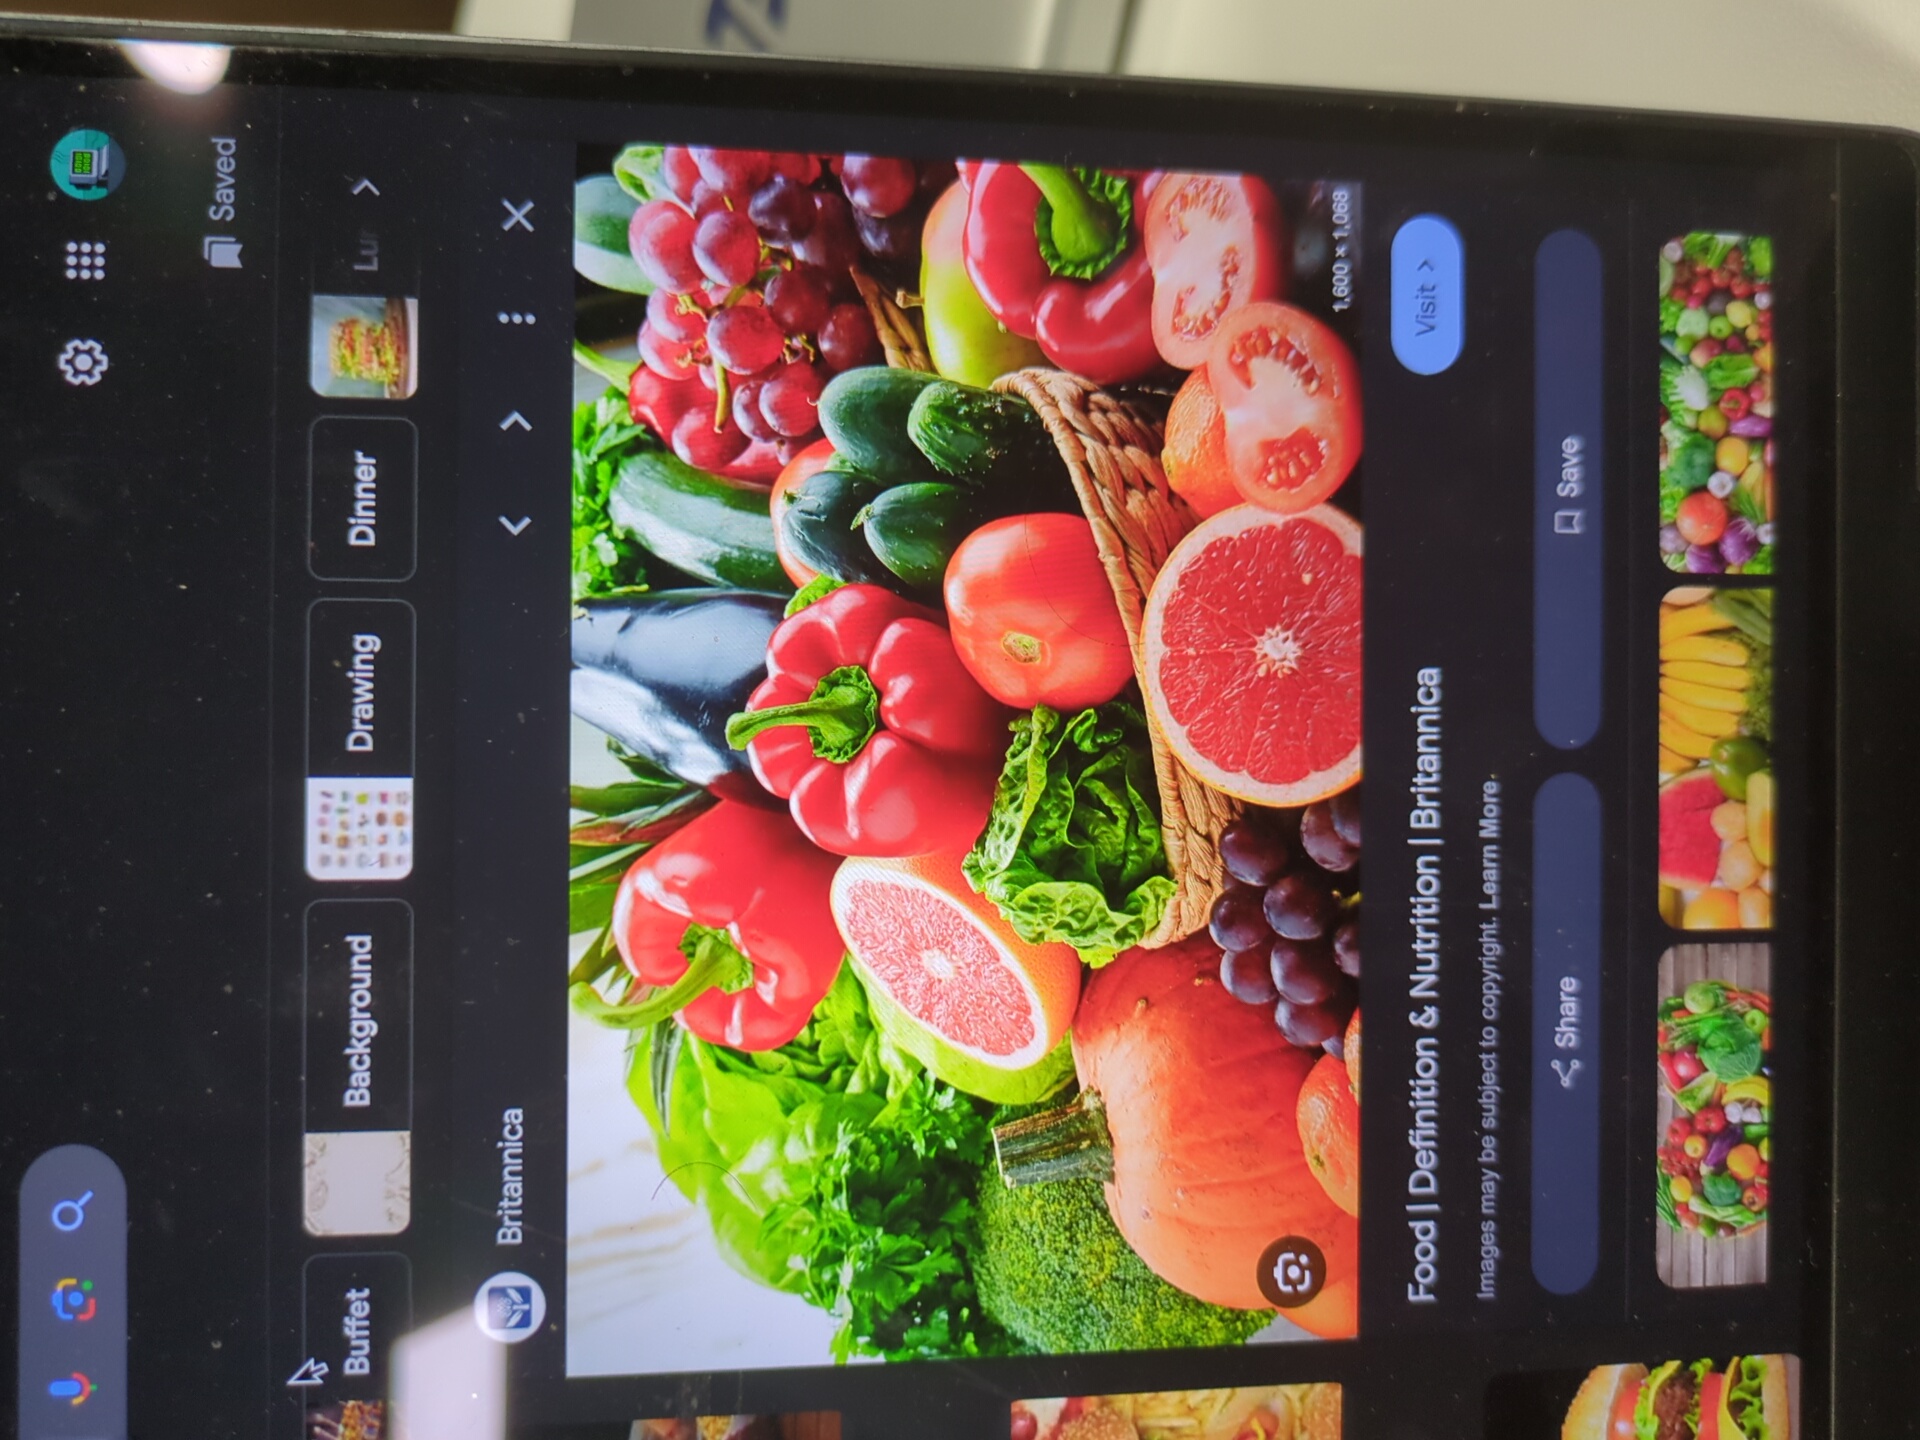 Saved
Buffet
Background
Drawing
Dinner
Britannica
1,600 × 1,068
Food | Definition & Nutrition | Britannica
Visit
Images may be subject to copyright. Learn More
Share
Save